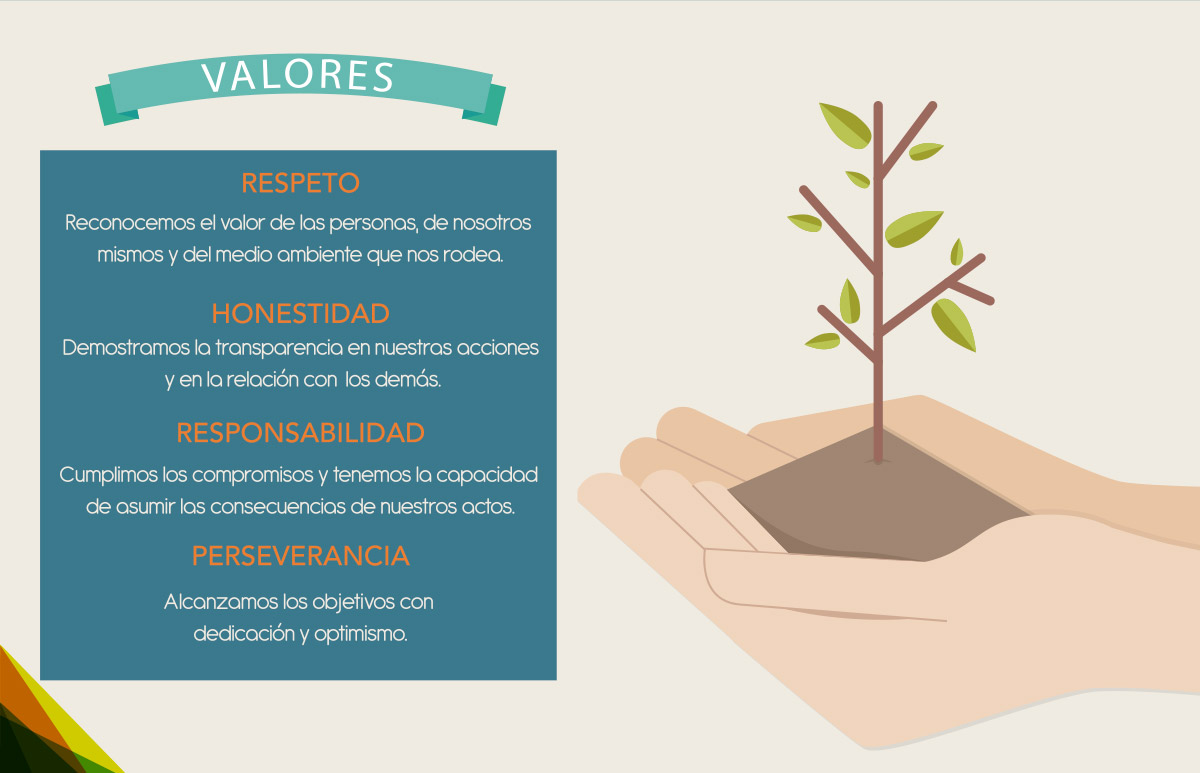 VALORES
RESPETO
Reconocemos el valor de las personas, de nosotros
mismos y del medio ambiente que nos rodea.
HONESTIDAD
Demostramos la transparencia en nuestras acciones
y en la relación con los demás.
RESPONSABILIDAD
Cumplimos los compromisos y tenemos la capacidad
de asumir las consecuencias de nuestros actos.
PERSEVERANCIA
Alcanzamos los objetivos con
dedicación y optimismo.